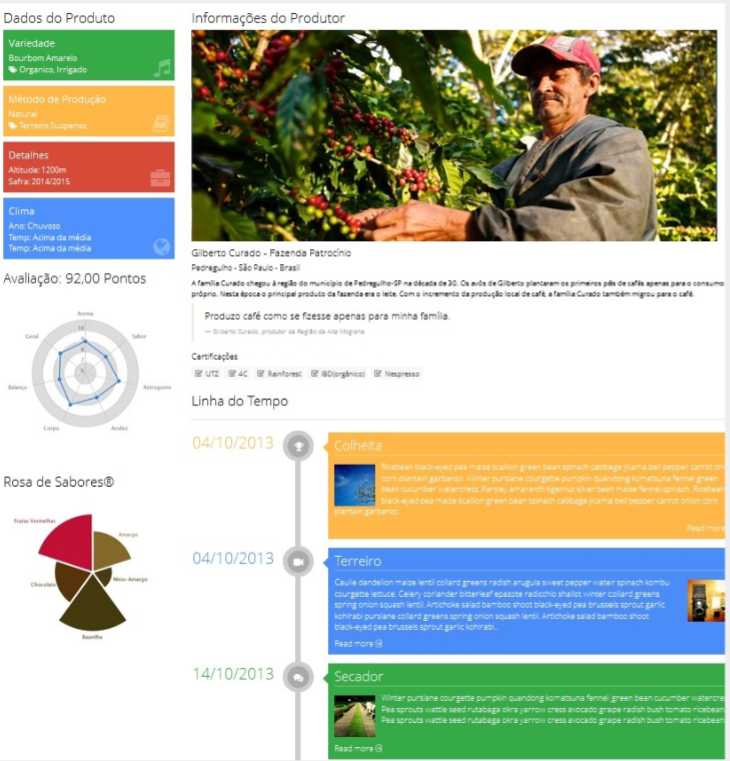 Dados do Produto
Variedade
Bourbom Amarelo
Organico, Irrigado
Método de Produção
Natural
Terreiro Suspenso
Detalhes
Altitude: 1200m
Safra: 2014/2015
Clima
Ano: Chuvoso
Temp: Acima da média
Temp: Acima da média
Avaliação: 92,00 Pontos
Aroma
Sabor
Retrogosto
Acidez
Corpo
Balanço
Geral
10
9
8
7
6
Rosa de Sabores®
Frutas Vermelhas
Amargo
Meio-Amargo
Chocolate
Baunilha
Informações do Produtor
Gilberto Curado - Fazenda Patrocínio
Pedregulho - São Paulo - Brasil
A família Curado chegou à região do município de Pedregulho-SP na década de 30. Os avós de Gilberto plantaram os primeiros pés de cafés apenas para o consumo
próprio. Nesta época o principal produto da fazenda era o leite. Com o incremento da produção local de café, a família Curado também migrou para o café.
Produzo café como se fizesse apenas para minha família.
— Gilberto Curado, produtor da Região da Alta Mogiana
Certificações
UTZ 4C Rainforest IBD(orgânico) Nespresso
Linha do Tempo
04/10/2013
Colheita
Ricebean black-eyed pea maize scallion green bean spinach cabbage jicama bell pepper carrot on
corn plantain garbanzo. Winter purslane courgette pumpkin quandong komatsuna fennel green
bean cucumber watercress. Parsley amaranth tigernut silver beet maize fennel spinach. Ricebean
black-eyed pea maize scallion green bean spinach cabbage jicama bell pepper carrot onion corn
plantain garbanzo.
Read more
04/10/2013
Terreiro
Caulie dandelion maize lentil collard greens radish arugula sweet pepper water spinach kombu
courgette lettuce. Celery coriander bitterleaf epazote radicchio shallot winter collard greens
spring onion squash lentil. Artichoke salad bamboo shoot black-eyed pea brussels sprout garlic
kohlrabi purslane collard greens spring onion squash lentil. Artichoke salad bamboo shoot
black-eyed pea brussels sprout garlic kohlrabi.
Read more
14/10/2013
Secador
Winter purslane courgette pumpkin quandong komatsuna fennel green bean cucumber watercre
Pea sprouts wattle seed rutabaga okra yarrow cress avocado grape radish bush tomato ricebean
Pea sprouts wattle seed rutabaga okra yarrow cress avocado grape radish bush tomato ricebean
Read more